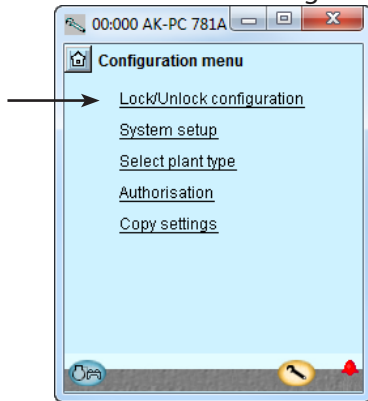 00:000 AK-PC 781A
Configuration menu
Lock/Unlock configuration
System setup
Select plant type
Authorisation
Copy settings